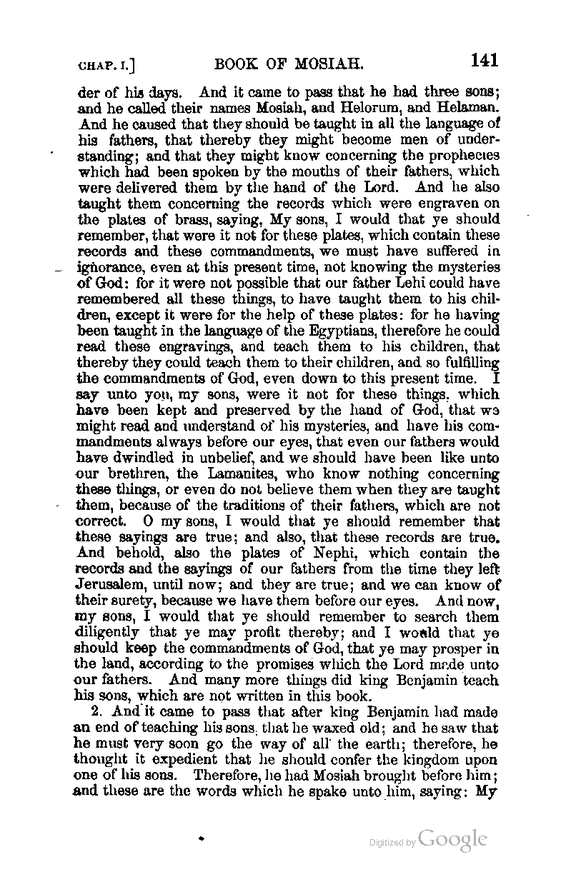 CHAP. I.] BOOK OF MOSIAH. 141
der of his days. And it came to pass that he had three sons;
and he called their names Mosiah, and Helorum, and Helaman.
And he caused that they should be taught in all the language of
his fathers, that thereby they might become men of under-
standing; and that they might know concerning the prophecies
which had been spoken by the mouths of their fathers, which
were delivered them by the hand of the Lord. And he also
taught them concerning the records which were engraven on
the plates of brass, saying, My sons, I would that ye should
remember, that were it not for these plates, which contain these
records and these commandments, we must have suffered in
ignorance, even at this present time, not knowing the mysteries
of God: for it were not possible that our father Lehi could have
remembered all these things, to have taught them to his chil-
dren, except it were for the help of these plates: for he having
been taught in the language of the Egyptians, therefore he could
read these engravings, and teach them to his children, that
thereby they could teach them to their children, and so fulfilling
the commandments of God, even down to this present time. I
say unto you, my sons, were it not for these things, which
have been kept and preserved by the hand of God, that we
might read and understand of his mysteries, and have his com-
mandments always before our eyes, that even our fathers would
have dwindled in unbelief, and we should have been like unto
our brethren, the Lamanites, who know nothing concerning
these things, or even do not believe them when they are taught
them, because of the traditions of their fathers, which are not
correct. O my sons, I would that ye should remember that
these sayings are true; and also, that these records are true.
And behold, also the plates of Nephi, which contain the
records and the sayings of our fathers from the time they left
Jerusalem, until now; and they are true; and we can know of
their surety, because we have them before our eyes. And now,
my sons, I would that ye should remember to search them
diligently that ye may profit thereby; and I would that ye
should keep the commandments of God, that ye may prosper in
the land, according to the promises which the Lord made unto
our fathers. And many more things did king Benjamin teach
his sons, which are not written in this book.
2. And it came to pass that after king Benjamin had made
an end of teaching his sons, that he waxed old; and he saw that
he must very soon go the way of all the earth; therefore, he
thought it expedient that he should confer the kingdom upon
one of his sons. Therefore, he had Mosiah brought before him;
and these are the words which he spake unto him, saying: My
Digitized by Google